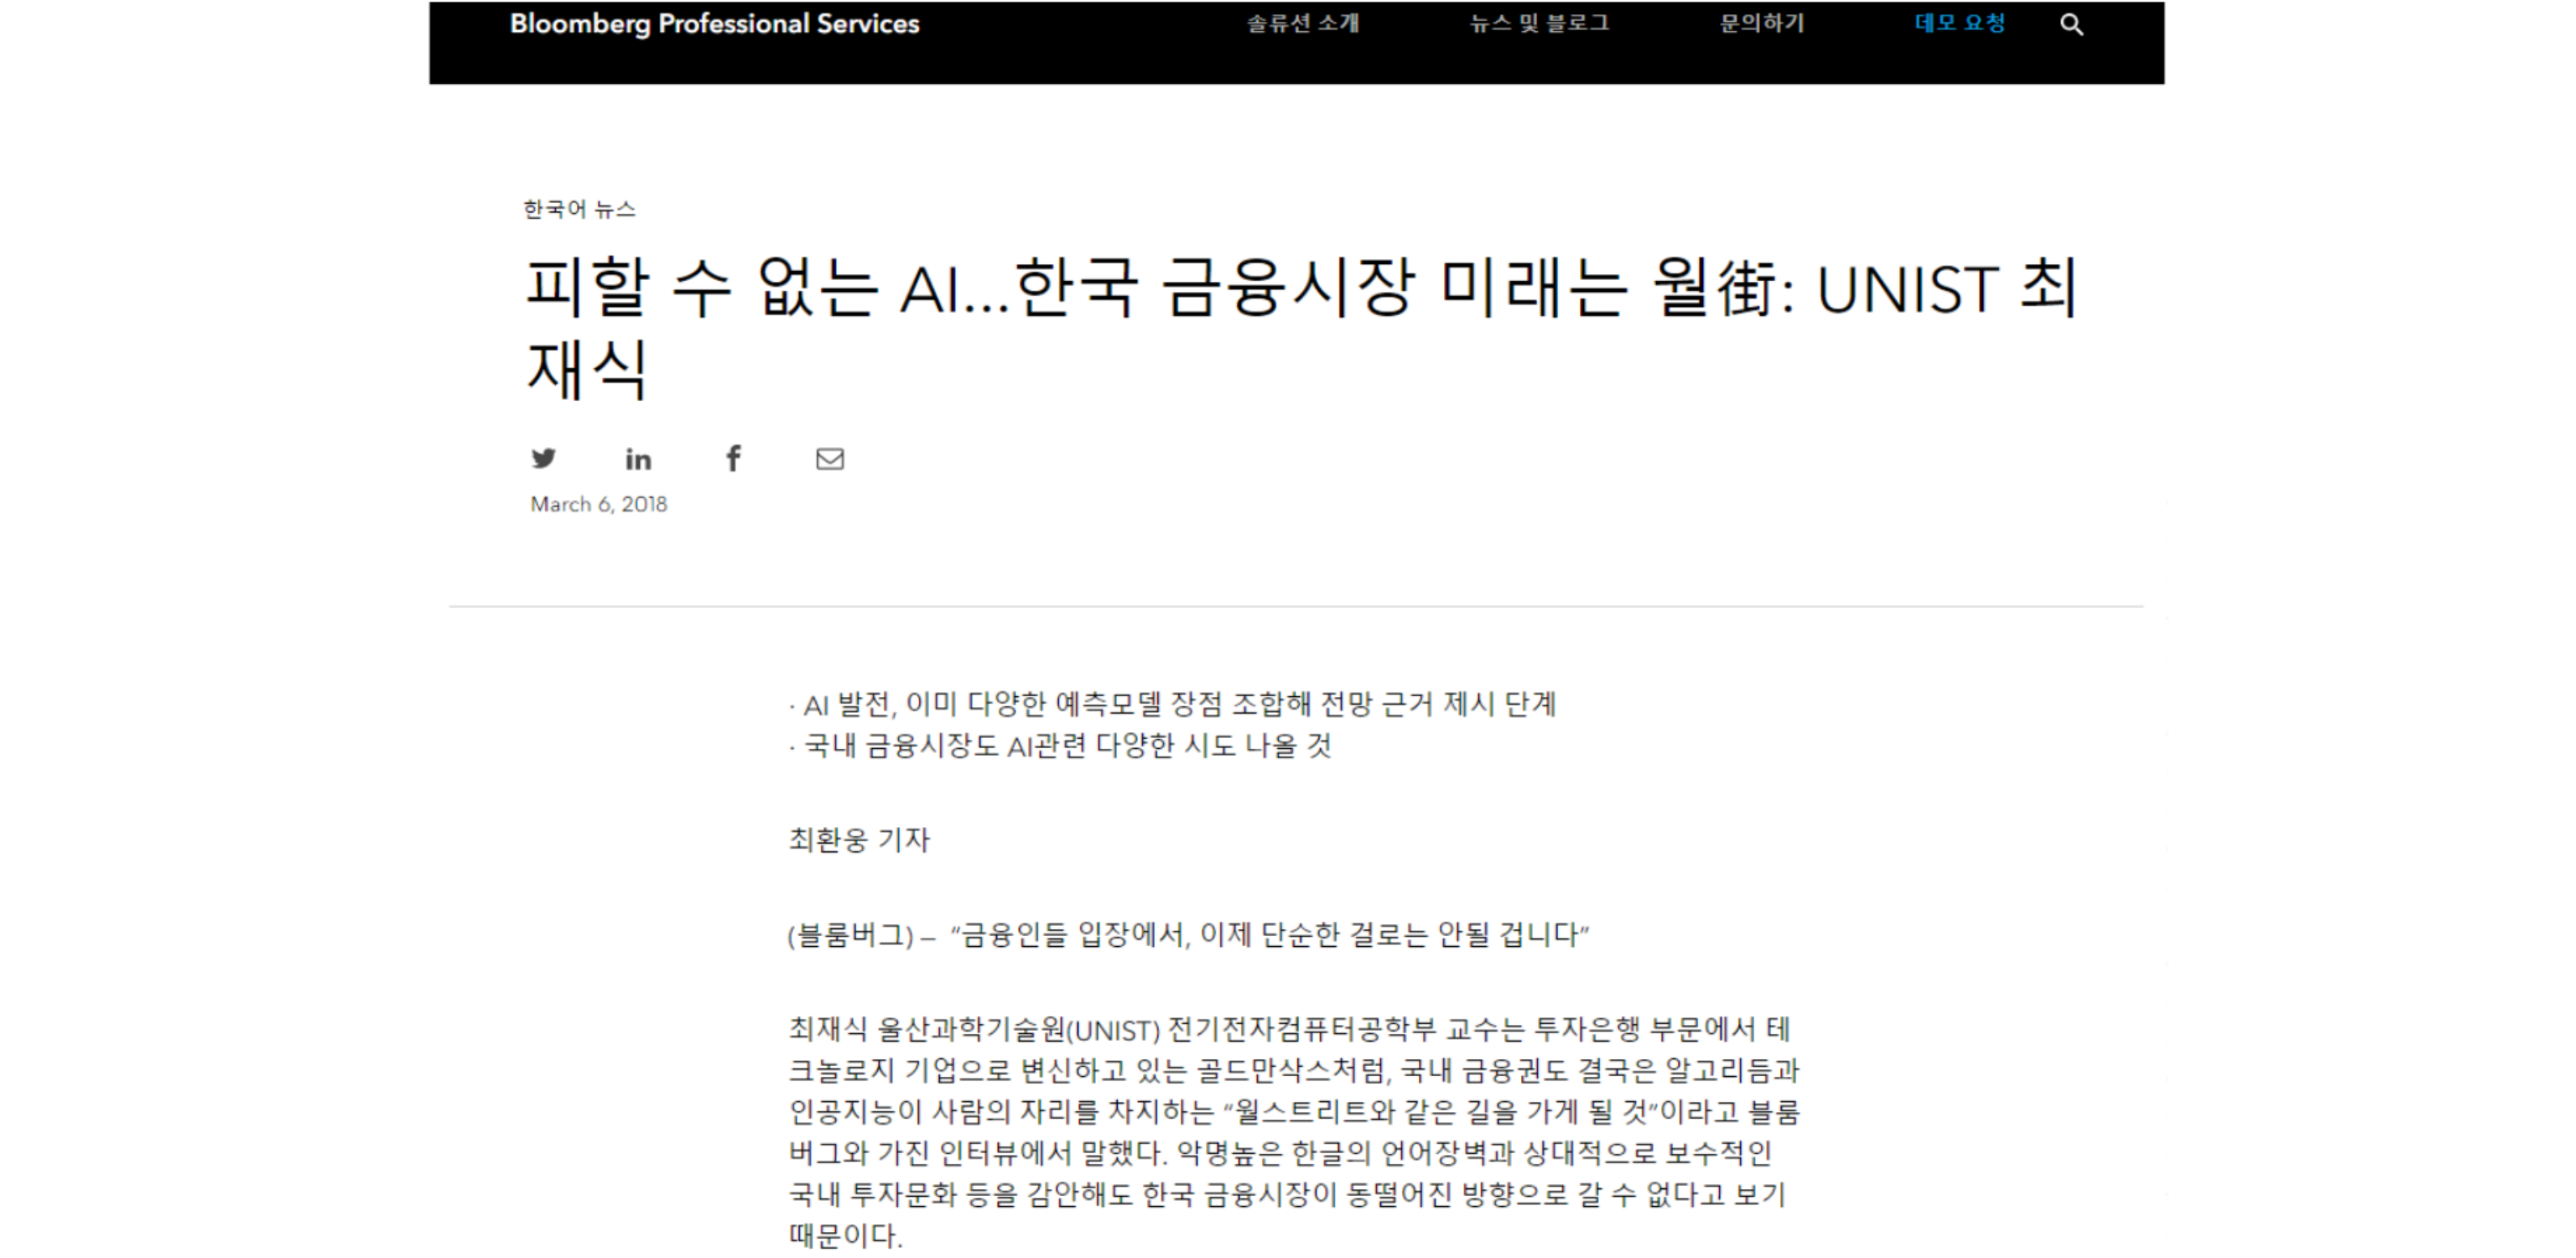 Bloomberg Professional Services 솔류션 소개 뉴스 및 블로그 문의하기 데모 요청
한국어 뉴스
피할 수 없는 AI…한국 금융시장 미래는 월街: UNIST 최
재식
March 6, 2018
· AI 발전, 이미 다양한 예측모델 장점 조합해 전망 근거 제시 단계
· 국내 금융시장도 AI관련 다양한 시도 나올 것
최환웅 기자
(블룸버그) – “금융인들 입장에서, 이제 단순한 걸로는 안될 겁니다”
최재식 울산과학기술원(UNIST) 전기전자컴퓨터공학부 교수는 투자은행 부문에서 테
크놀로지 기업으로 변신하고 있는 골드만삭스처럼, 국내 금융권도 결국은 알고리듬과
인공지능이 사람의 자리를 차지하는 “월스트리트와 같은 길을 가게 될 것”이라고 블룸
버그와 가진 인터뷰에서 말했다. 악명높은 한글의 언어장벽과 상대적으로 보수적인
국내 투자문화 등을 감안해도 한국 금융시장이 동떨어진 방향으로 갈 수 없다고 보기
때문이다.